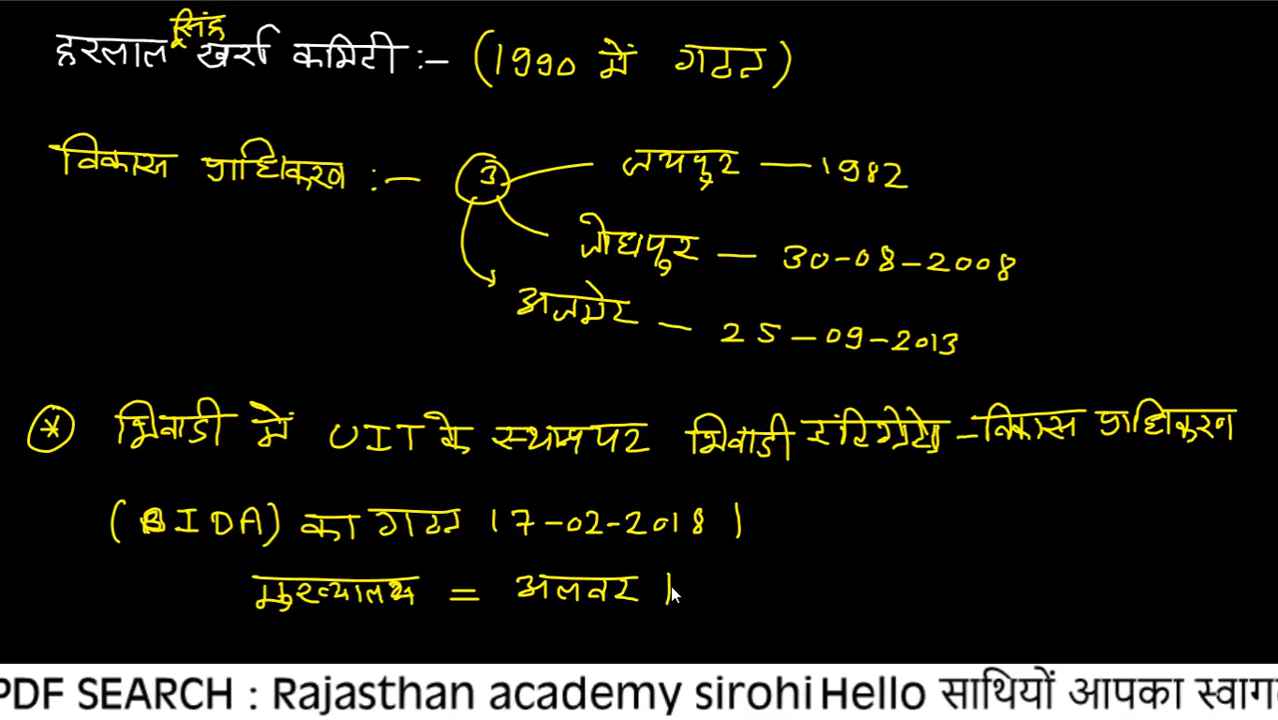 हरलाल सिंह खर्रा कमिटी :- (1990 में गठन)
विकास प्राधिकरण :- 3 जयपुर — 1982
जोधपुर — 30-08-2008
अजमेर — 25-09-2013
* भिवाडी में UIT के स्थान पर भिवाडी इंटिग्रेटेड - विकास प्राधिकरण
(BIDA) का गठन 17-02-2018 ।
मुख्यालय = अलवर ।
PDF SEARCH : Rajasthan academy sirohi Hello साथियों आपका स्वाग